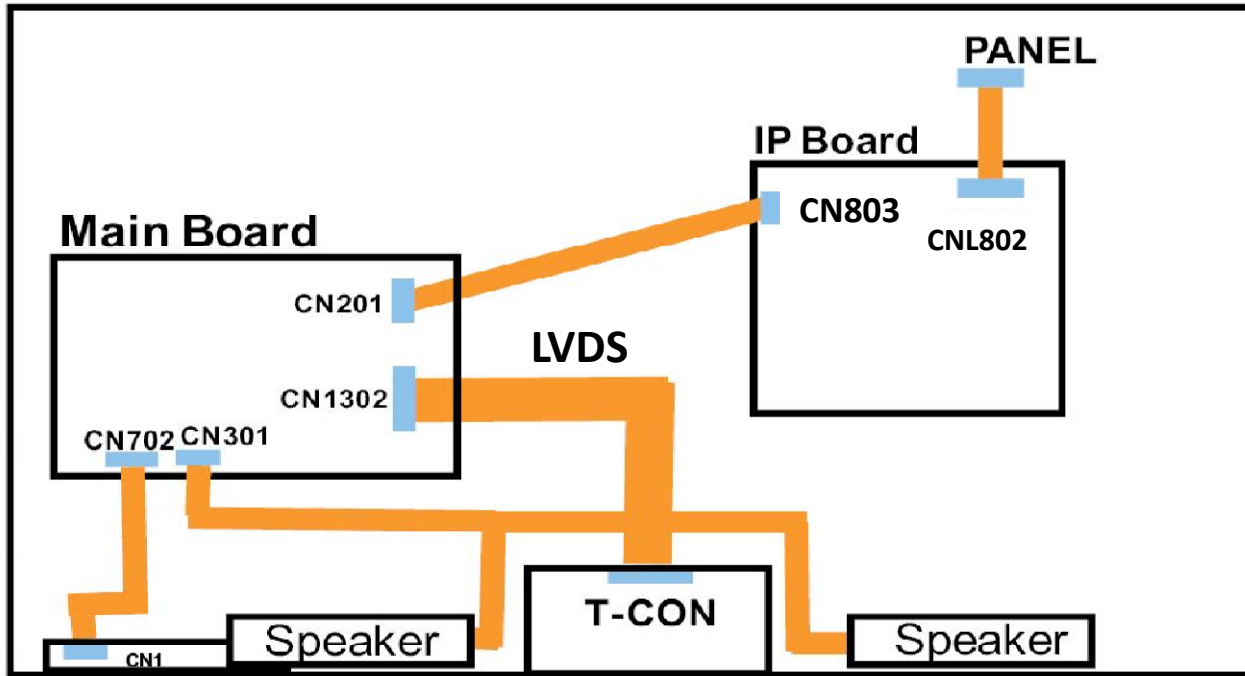 PANEL
IP Board
CN803
CNL802
Main Board
CN201
LVDS
CN1302
CN702
CN301
T-CON
Speaker
Speaker
CN1